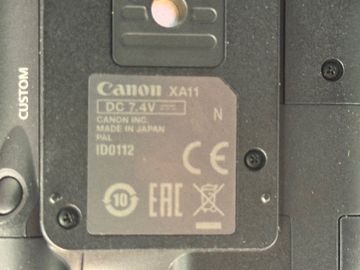 CUSTOM
Canon XA11
DC 7.4V
CANON INC.
MADE IN JAPAN
PAL
N
ID0112
CE
10
EAC